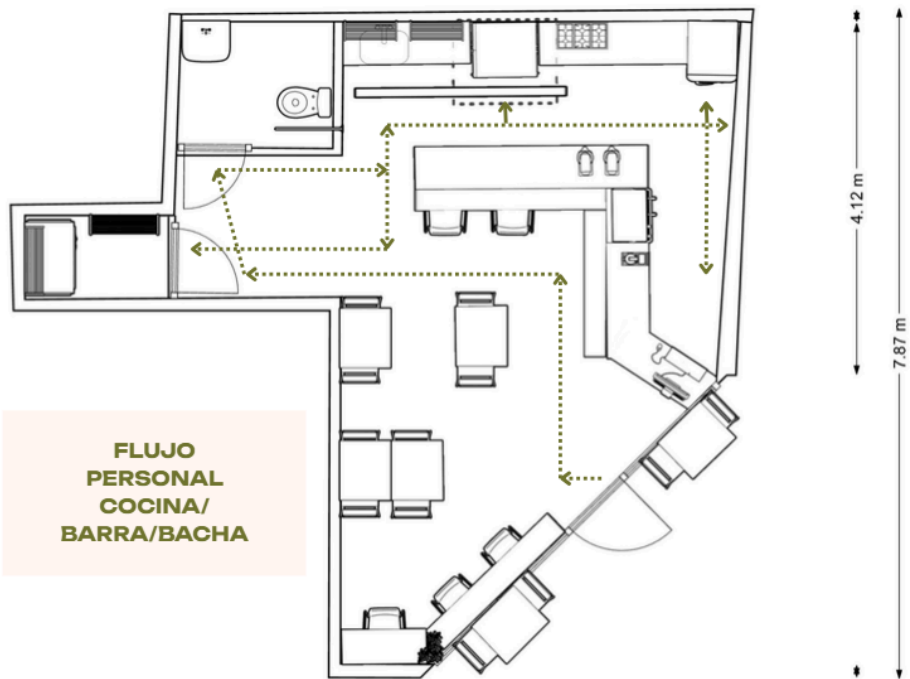 4.12 m
7.87 m
FLUJO
PERSONAL
COCINA/
BARRA/BACHA